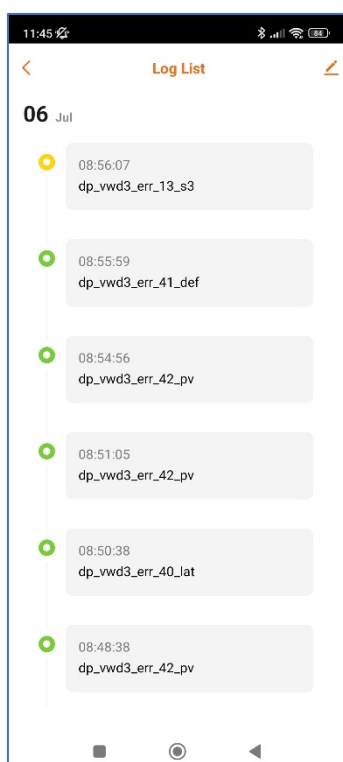 11:45
84
Log List
06 Jul
08:56:07
dp_vwd3_err_13_s3
08:55:59
dp_vwd3_err_41_def
08:54:56
dp_vwd3_err_42_pv
08:51:05
dp_vwd3_err_42_pv
08:50:38
dp_vwd3_err_40_lat
08:48:38
dp_vwd3_err_42_pv